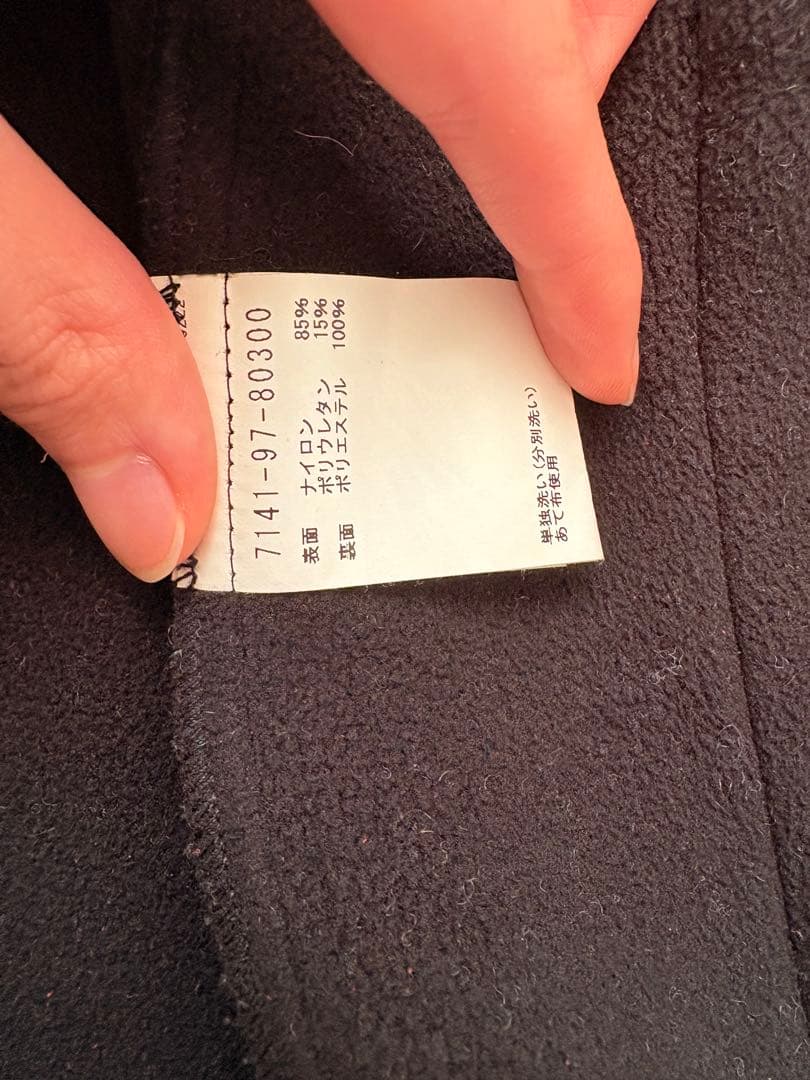 7141-97-80300
表面 ナイロン 85%
ポリウレタン 15%
裏面 ポリエステル 100%
単独洗い(分別洗い)
あて布使用